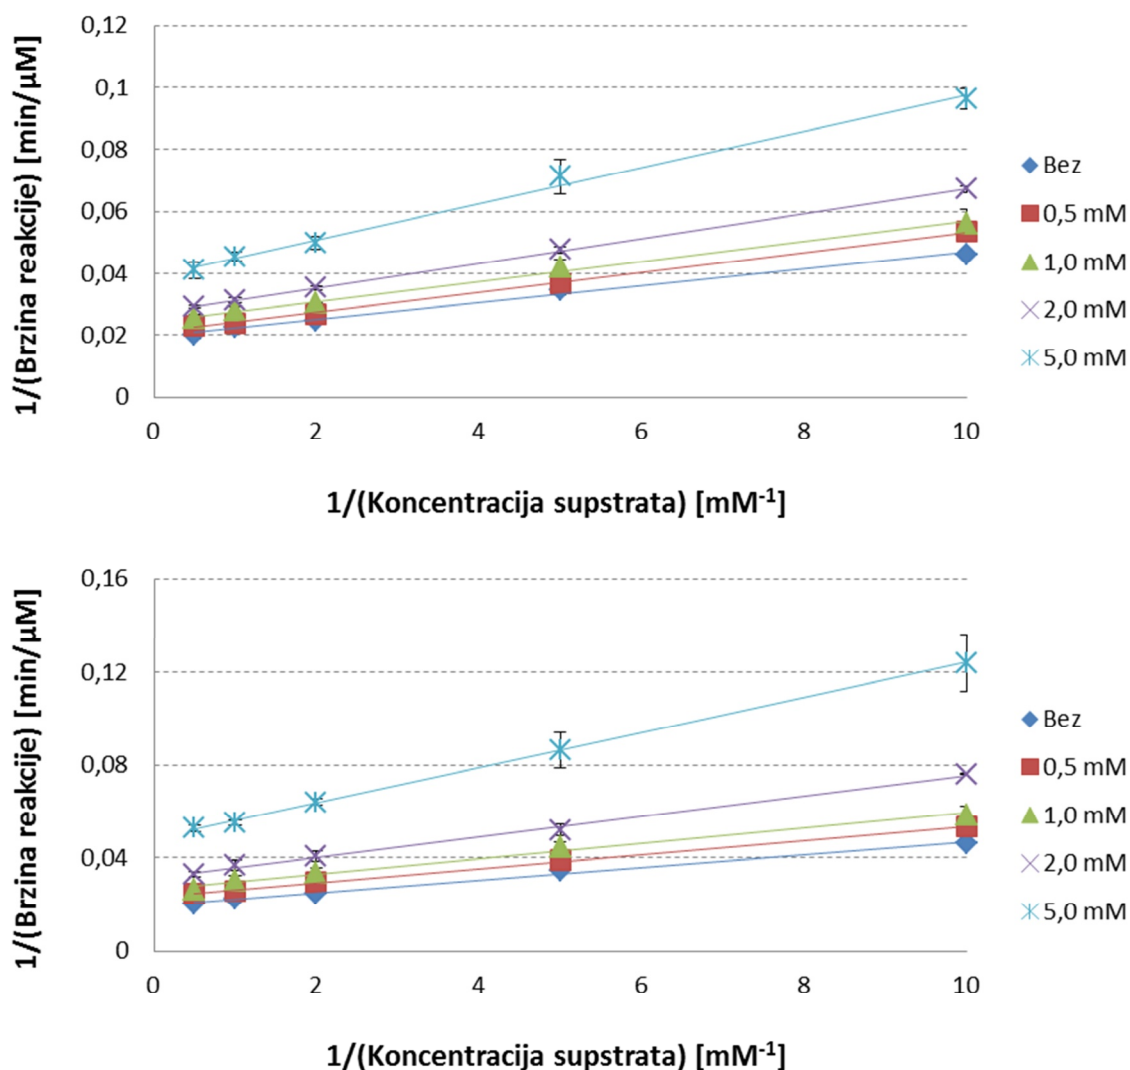 1/(Brzina reakcije) [min/µM]
0,12
0,1
0,08
0,06
0,04
0,02
0
0 2 4 6 8 10
1/(Koncentracija supstrata) [mM-1]
Bez
0,5 mM
1,0 mM
2,0 mM
5,0 mM
1/(Brzina reakcije) [min/µM]
0,16
0,12
0,08
0,04
0
0 2 4 6 8 10
1/(Koncentracija supstrata) [mM-1]
Bez
0,5 mM
1,0 mM
2,0 mM
5,0 mM